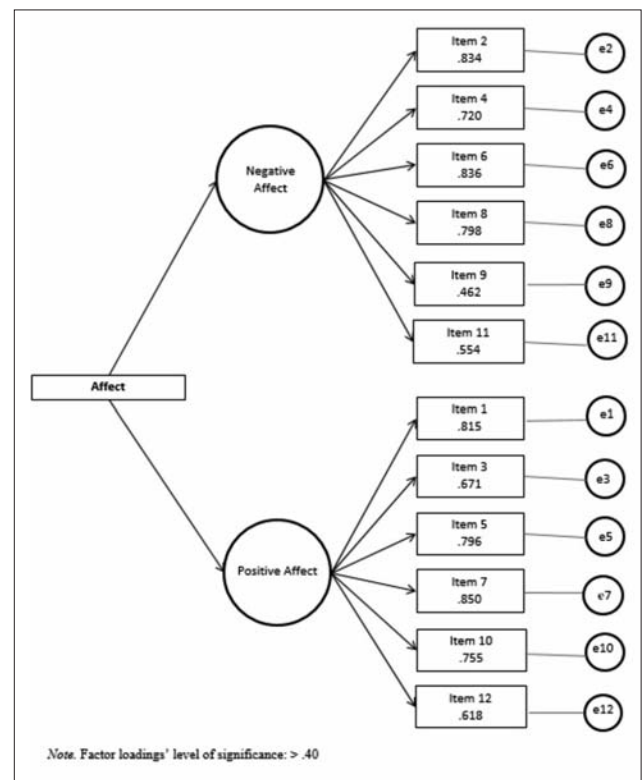 Item 2
.834
e2
Item 4
.720
e4
Item 6
.836
e6
Negative
Affect
Item 8
.798
e8
Item 9
.462
e9
Item 11
.554
e11
Affect
Item 1
.815
e1
Item 3
.671
e3
Item 5
.796
e5
Positive Affect
Item 7
.850
e7
Item 10
.755
e10
Item 12
.618
e12
Note. Factor loadings' level of significance: > .40